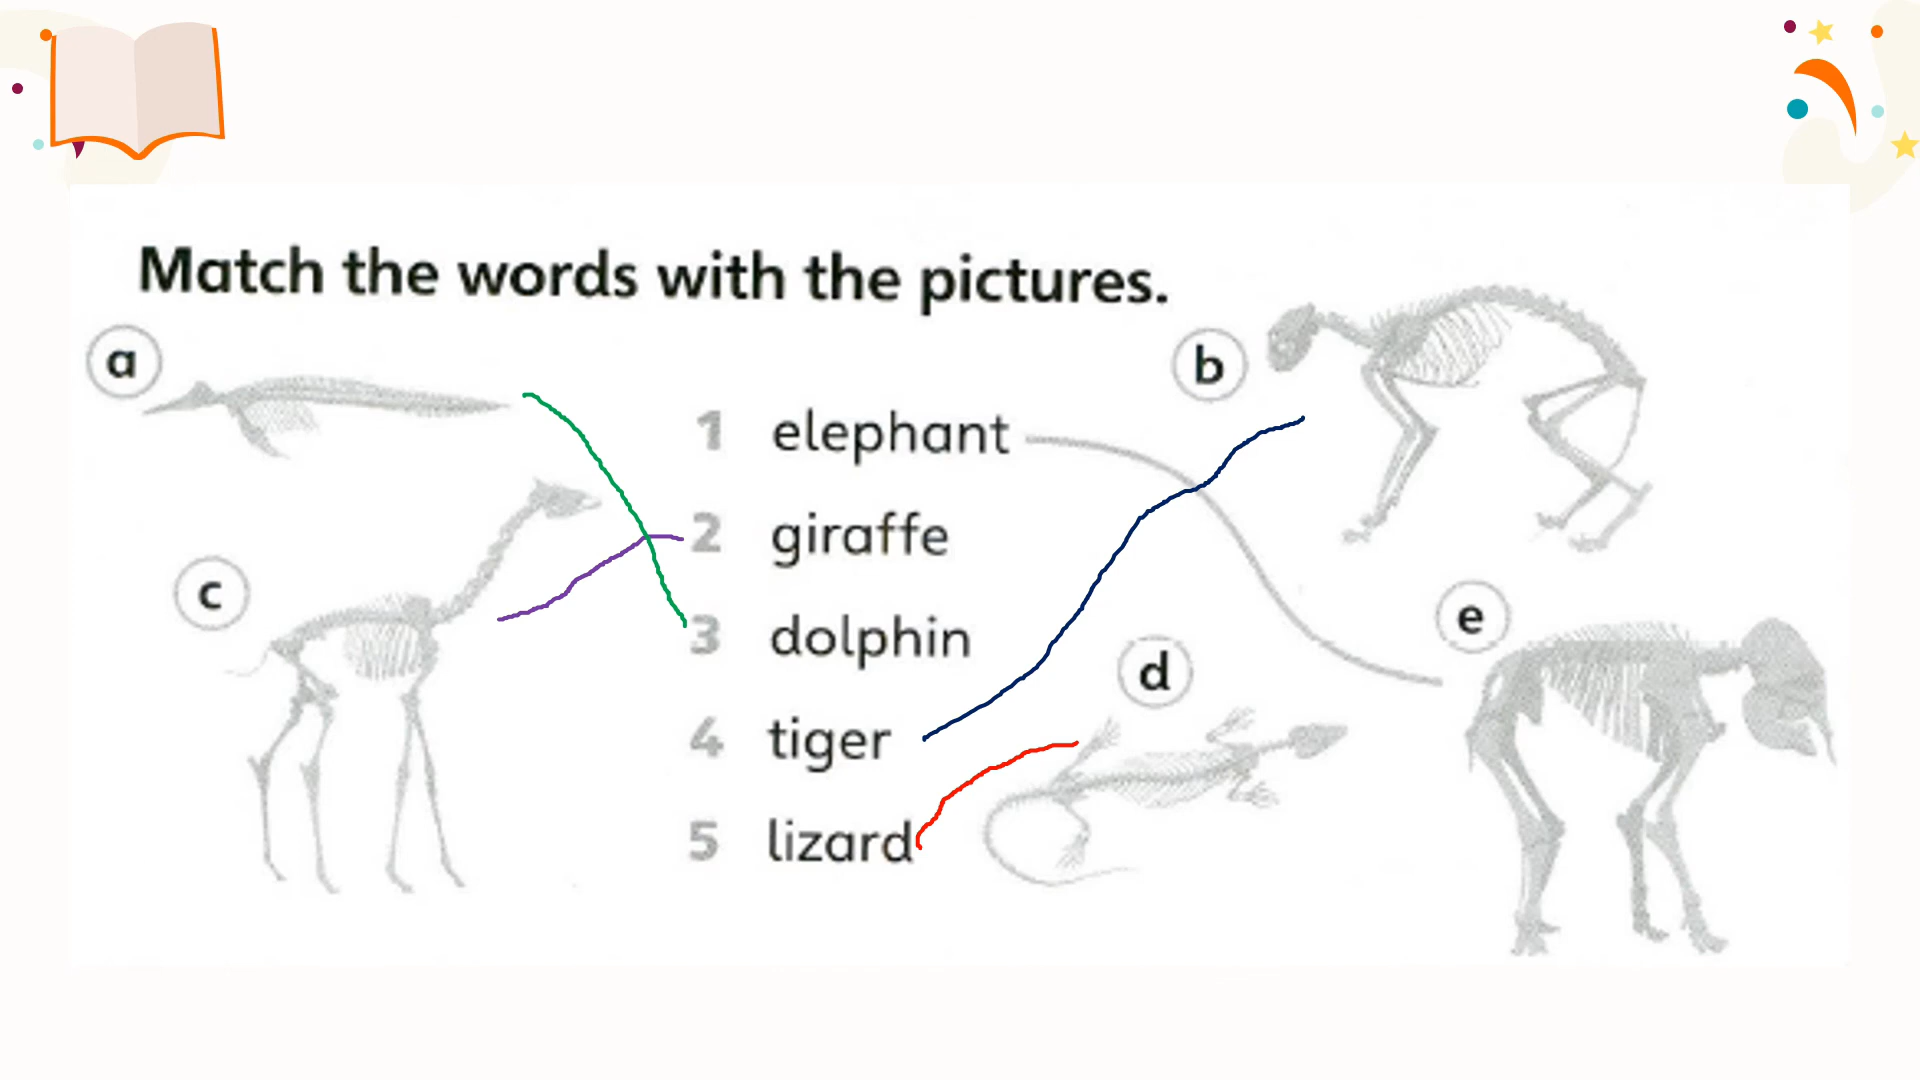 Match the words with the pictures.
a
b
1 elephant
2 giraffe
c
e
3 dolphin
d
4 tiger
5 lizard